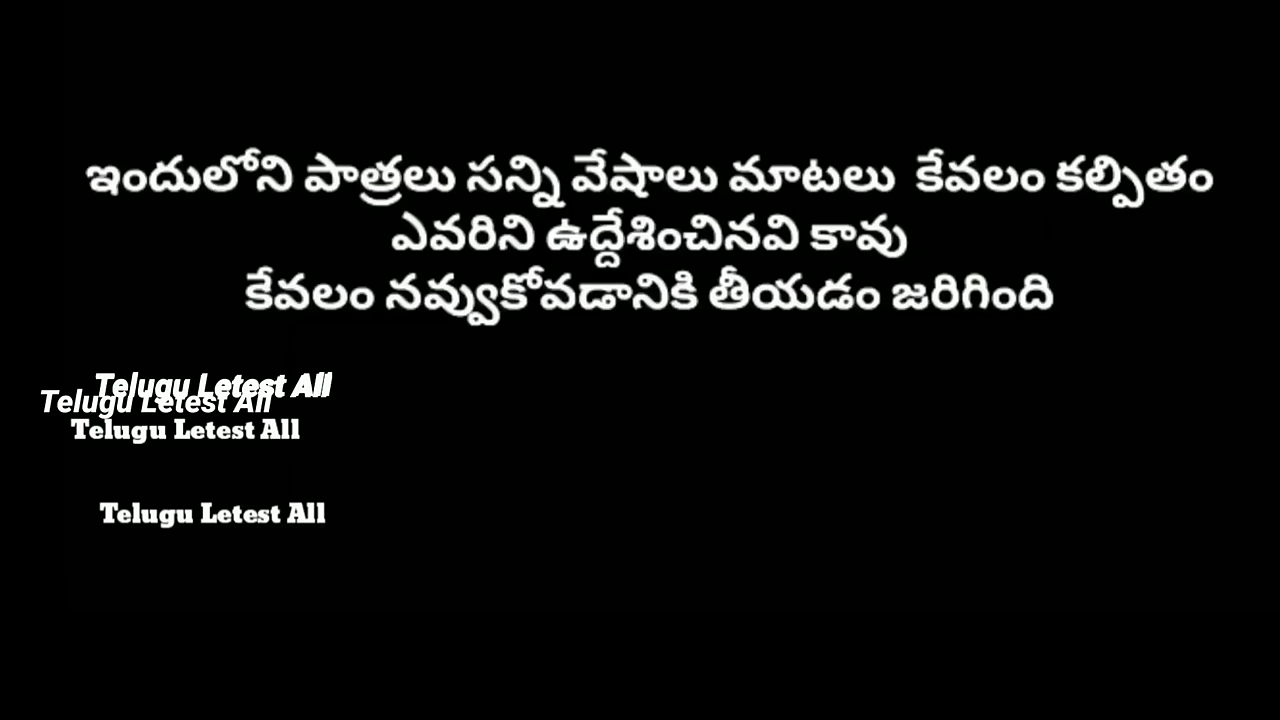 ఇందులోని పాత్రలు సన్ని వేషాలు మాటలు కేవలం కల్పితం
ఎవరిని ఉద్దేశించినవి కావు
కేవలం నవ్వుకోవడానికి తీయడం జరిగింది
Telugu Letest All
Telugu Letest All
Telugu Letest All
Telugu Letest All